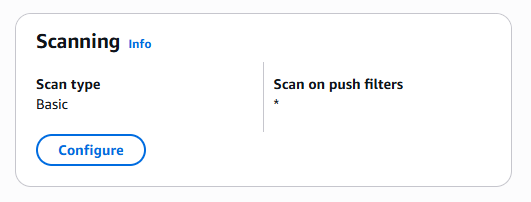 Scanning Info
Scan type
Basic
Scan on push filters
*
Configure